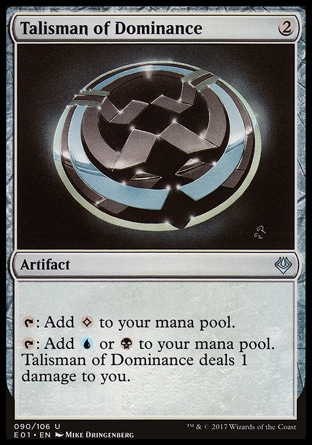 Talisman of Dominance 2
Artifact
: Add to your mana pool.
: Add or to your mana pool.
Talisman of Dominance deals 1
damage to you.
090/106 U
E01 • EN Mike Dringenberg ™ & © 2017 Wizards of the Coast